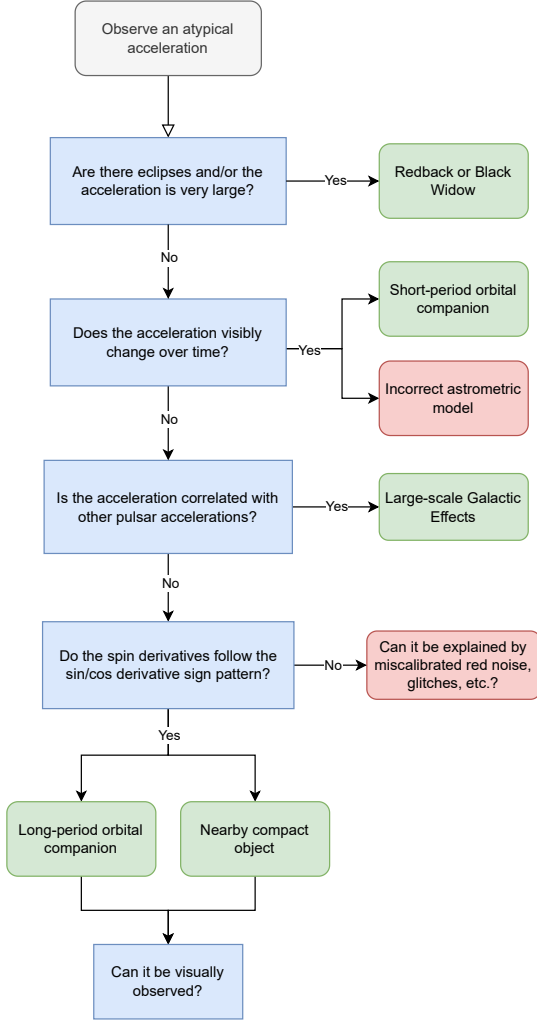 Observe an atypical
acceleration
Are there eclipses and/or the
acceleration is very large?
Yes
Redback or Black
Widow
No
Short-period orbital
companion
Does the acceleration visibly
change over time?
Yes
Incorrect astrometric
model
No
Is the acceleration correlated with
other pulsar accelerations?
Yes
Large-scale Galactic
Effects
No
Do the spin derivatives follow the
sin/cos derivative sign pattern?
No
Can it be explained by
miscalibrated red noise,
glitches, etc.?
Yes
Long-period orbital
companion
Nearby compact
object
Can it be visually
observed?